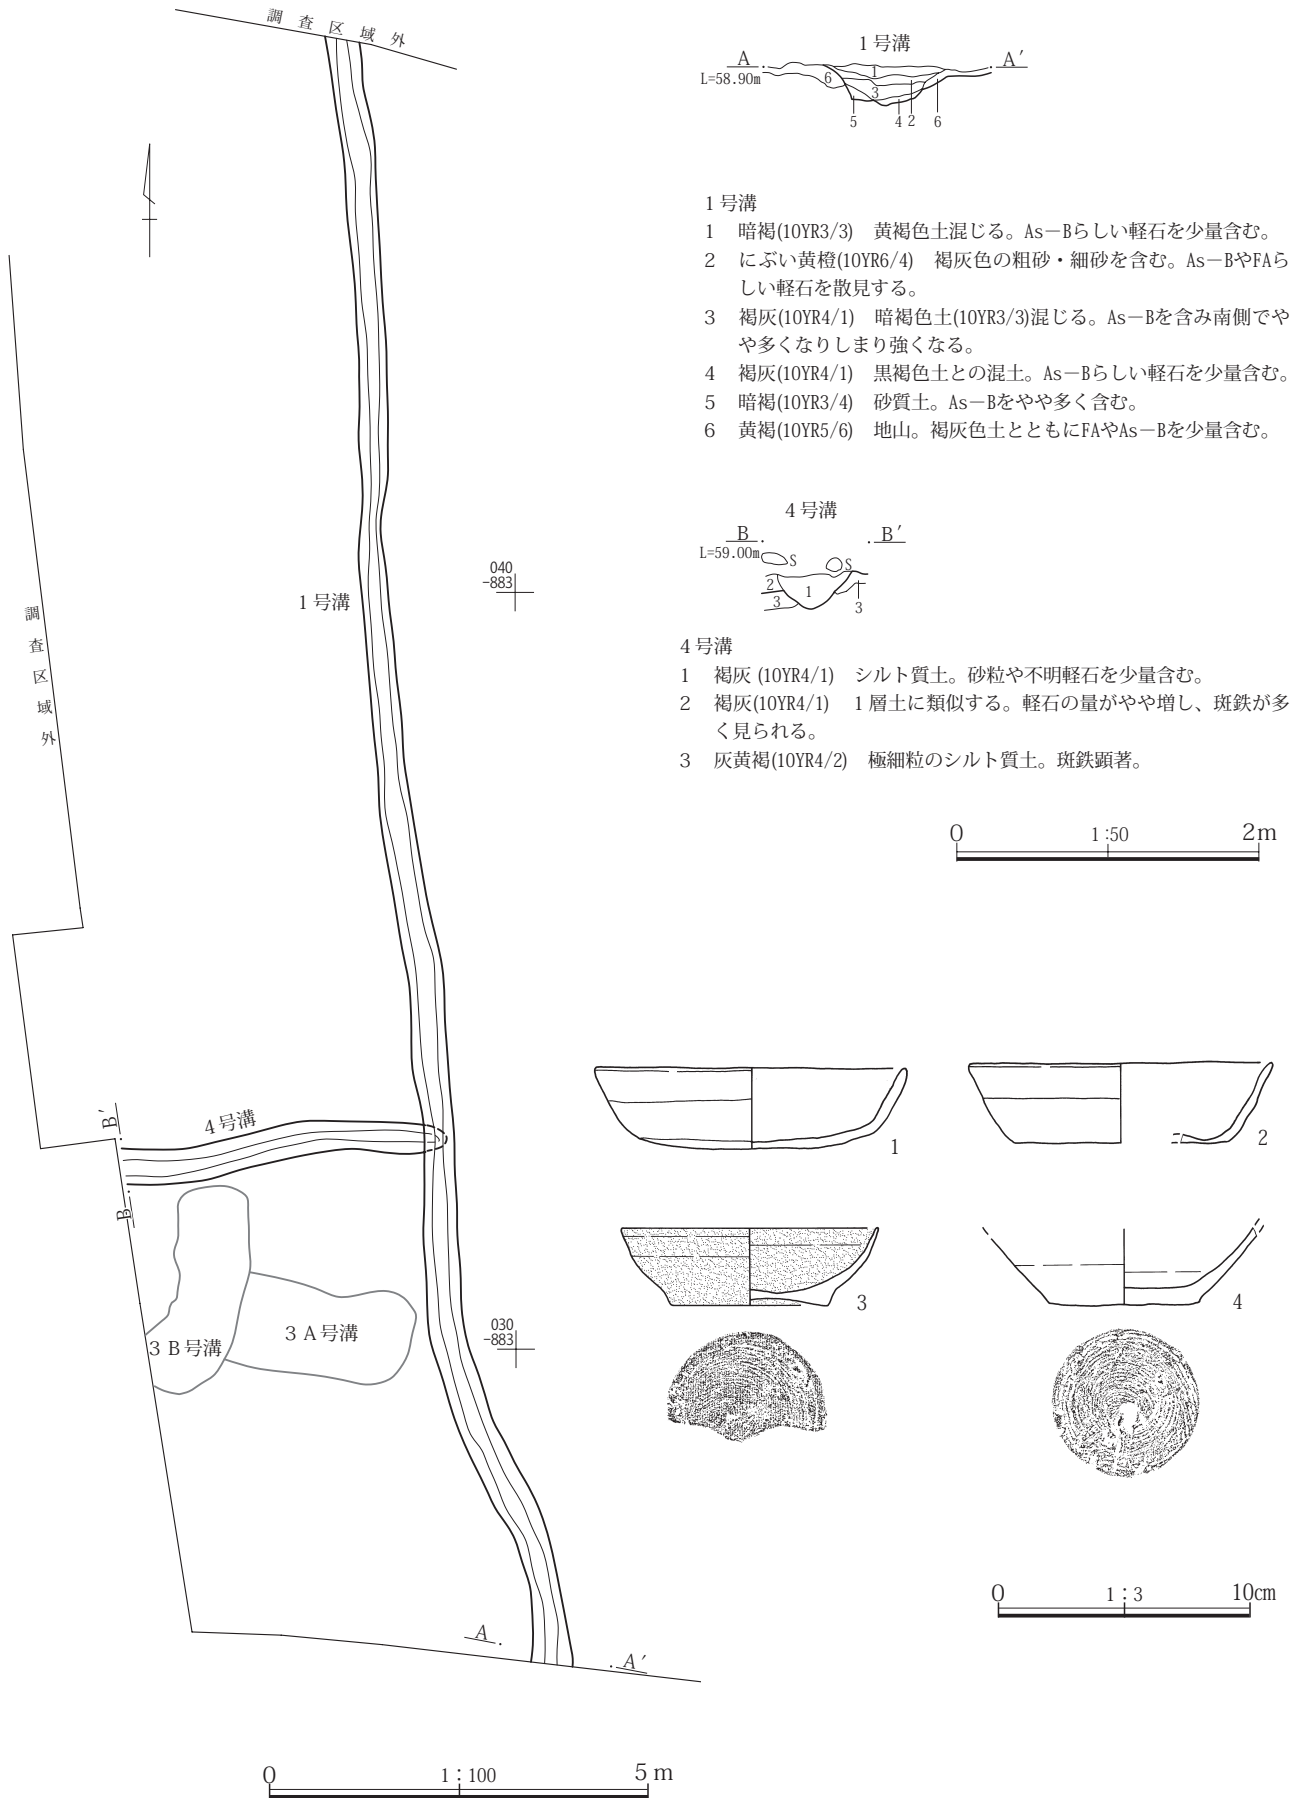 調査区域外
1号溝
A
A′
L=58.90m
1
6
3
5
4
2
6
1号溝
1 暗褐(10YR3/3) 黄褐色土混じる。As－Bらしい軽石を少量含む。
2 にぶい黄橙(10YR6/4) 褐灰色の粗砂・細砂を含む。As－BやFAら
しい軽石を散見する。
3 褐灰(10YR4/1) 暗褐色土(10YR3/3)混じる。As－Bを含み南側でや
や多くなりしまり強くなる。
4 褐灰(10YR4/1) 黒褐色土との混土。As－Bらしい軽石を少量含む。
5 暗褐(10YR3/4) 砂質土。As－Bをやや多く含む。
6 黄褐(10YR5/6) 地山。褐灰色土とともにFAやAs－Bを少量含む。
4号溝
B
B′
L=59.00m
S
S
2
1
3
3
4号溝
1 褐灰 (10YR4/1) シルト質土。砂粒や不明軽石を少量含む。
2 褐灰(10YR4/1) 1層土に類似する。軽石の量がやや増し、斑鉄が多
く見られる。
3 灰黄褐(10YR4/2) 極細粒のシルト質土。斑鉄顕著。
0 1:50 2m
040
-883
1号溝
調査区域外
B′
4号溝
B
3B号溝
3A号溝
030
-883
1
2
3
4
0 1:3 10cm
A
A′
0 1:100 5m